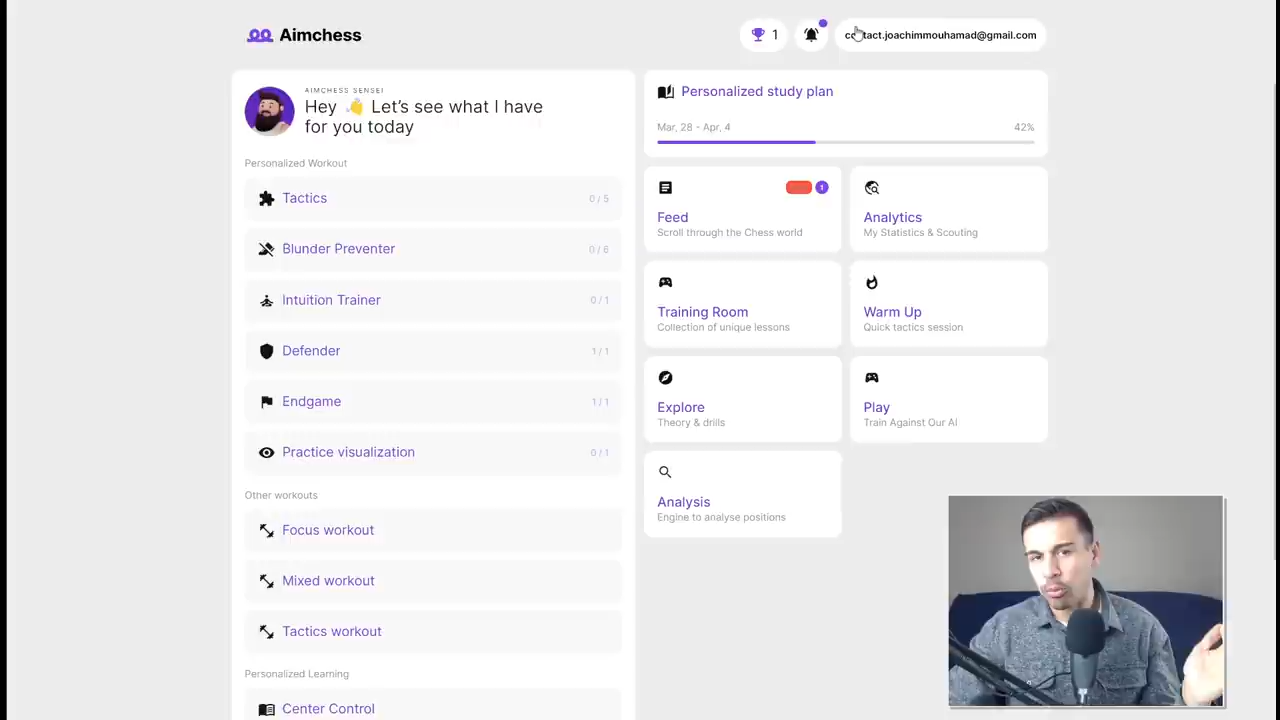 Aimchess
1
contact.joachimmouhamad@gmail.com
AIMCHESS SENSEI
Hey 👋 Let's see what I have
for you today
Personalized Workout
Tactics
0 / 5
Blunder Preventer
0 / 6
Intuition Trainer
0 / 1
Defender
1 / 1
Endgame
1 / 1
Practice visualization
0 / 1
Other workouts
Focus workout
Mixed workout
Tactics workout
Personalized Learning
Center Control
Personalized study plan
Mar, 28 - Apr, 4
42%
1
Feed
Scroll through the Chess world
Analytics
My Statistics & Scouting
Training Room
Collection of unique lessons
Warm Up
Quick tactics session
Explore
Theory & drills
Play
Train Against Our AI
Analysis
Engine to analyse positions